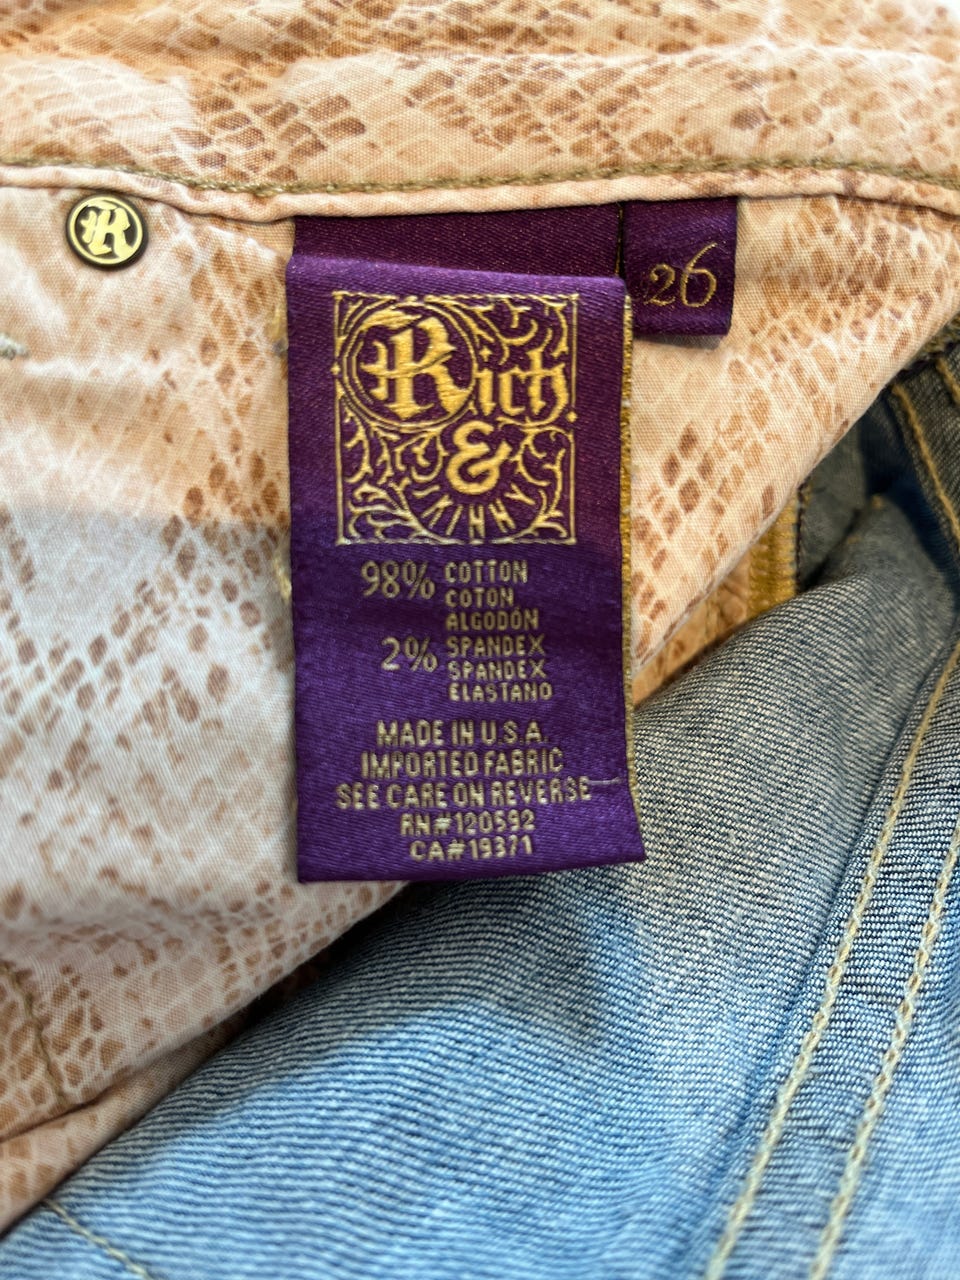 R
26
Rich
&
SKINNY
98% COTTON
COTON
ALGODÓN
2% SPANDEX
SPANDEX
ELASTANO
MADE IN U.S.A.
IMPORTED FABRIC
SEE CARE ON REVERSE
RN#120592
CA#19371